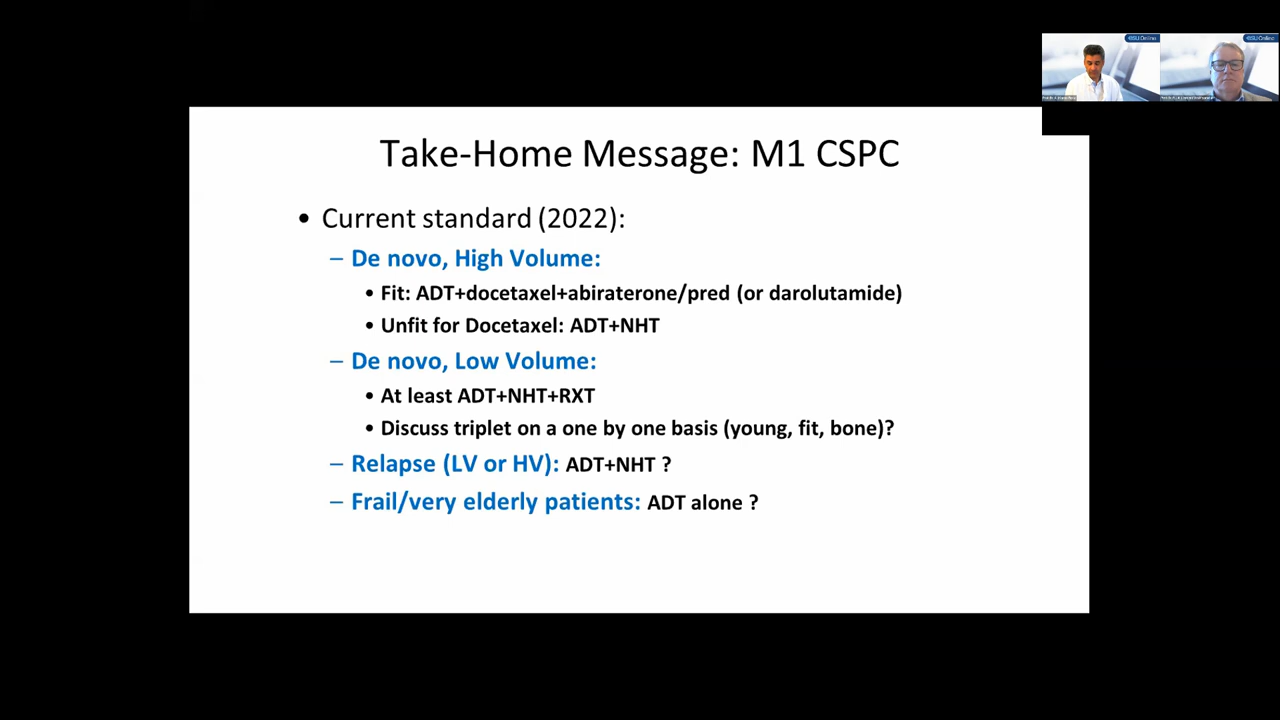 Take-Home Message: M1 CSPC
• Current standard (2022):
– De novo, High Volume:
• Fit: ADT+docetaxel+abiraterone/pred (or darolutamide)
• Unfit for Docetaxel: ADT+NHT
– De novo, Low Volume:
• At least ADT+NHT+RXT
• Discuss triplet on a one by one basis (young, fit, bone)?
– Relapse (LV or HV): ADT+NHT ?
– Frail/very elderly patients: ADT alone ?